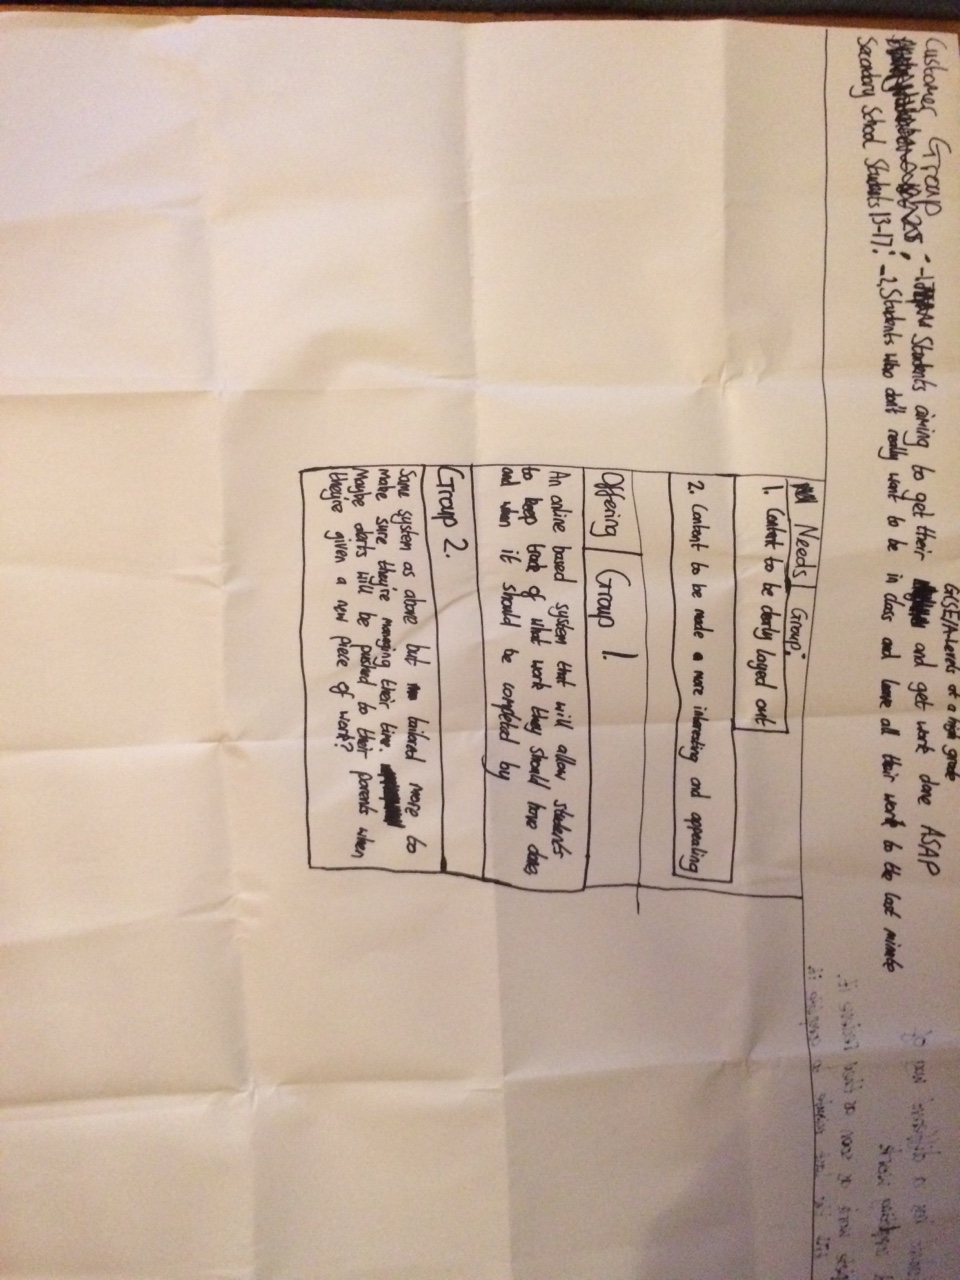 Customer Group
GCSE/A-Levels at a high grade
Secondary School Students 13-17:
-1, Students aiming to get their and get work done ASAP
-2, Students who don't really want to be in class and leave all their work to the last minute
Needs Group:
1. Content to be clearly layed out
2. Content to be made a more interesting and appealing
Offering Group 1.
An online based system that will allow students
to keep track of what work they should have done,
and when it should be completed by
Group 2.
Same system as above but tailored more to
make sure they're managing their time.
Maybe alerts will be pushed to their parents when
they're given a new piece of work?